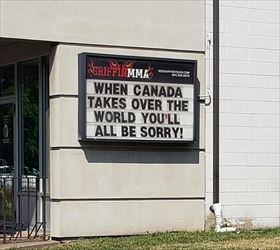 GRIFFINMMA
WHEN CANADA
TAKES OVER THE
WORLD YOU'LL
ALL BE SORRY!